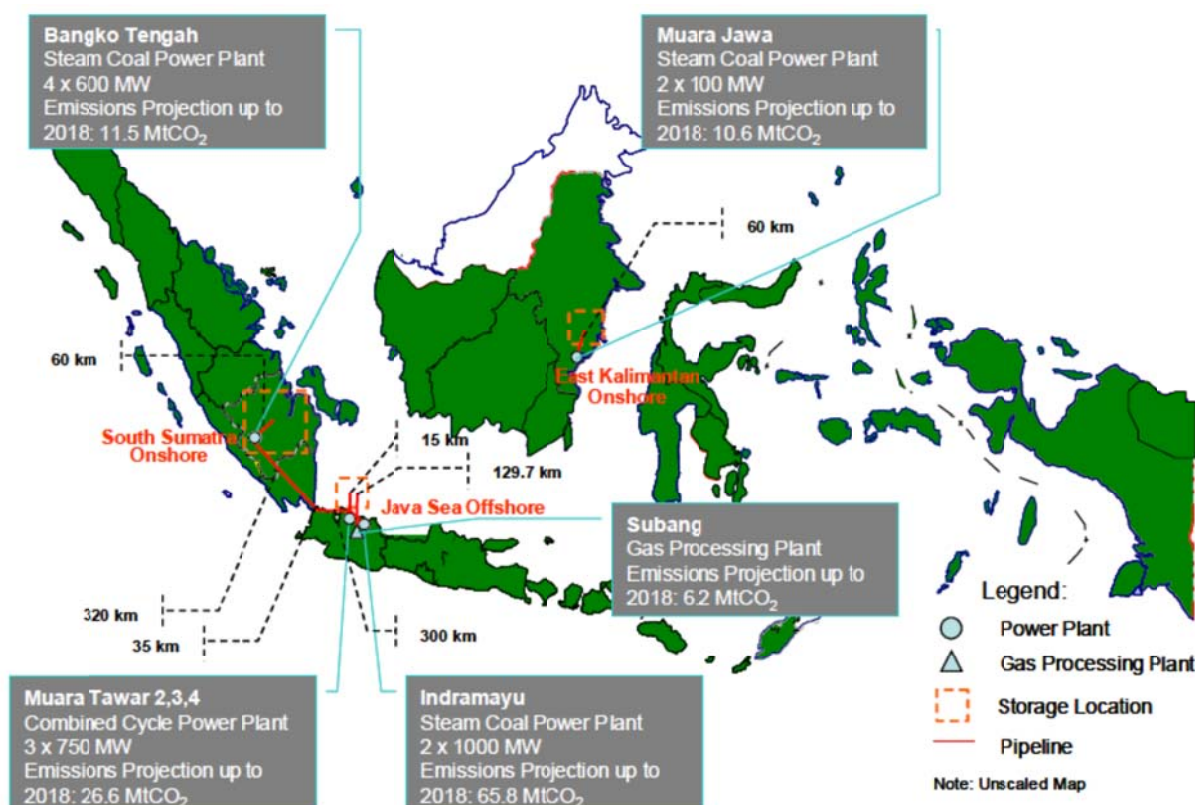 Bangko Tengah
Steam Coal Power Plant
4 x 600 MW
Emissions Projection up to
2018: 11.5 MtCO₂
Muara Jawa
Steam Coal Power Plant
2 x 100 MW
Emissions Projection up to
2018: 10.6 MtCO₂
60 km
60 km
East Kalimantan
Onshore
South Sumatra
Onshore
15 km
129.7 km
Java Sea Offshore
Subang
Gas Processing Plant
Emissions Projection up to
2018: 6.2 MtCO₂
320 km
35 km
300 km
Legend:
Power Plant
Gas Processing Plant
Storage Location
Pipeline
Note: Unscaled Map
Muara Tawar 2,3,4
Combined Cycle Power Plant
3 x 750 MW
Emissions Projection up to
2018: 26.6 MtCO₂
Indramayu
Steam Coal Power Plant
2 x 1000 MW
Emissions Projection up to
2018: 65.8 MtCO₂